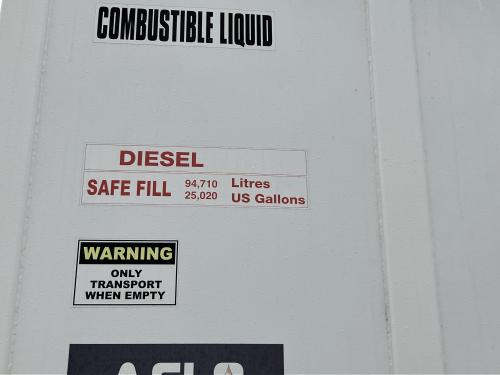 COMBUSTIBLE LIQUID
DIESEL
SAFE FILL 94,710 Litres
25,020 US Gallons
WARNING
ONLY
TRANSPORT
WHEN EMPTY